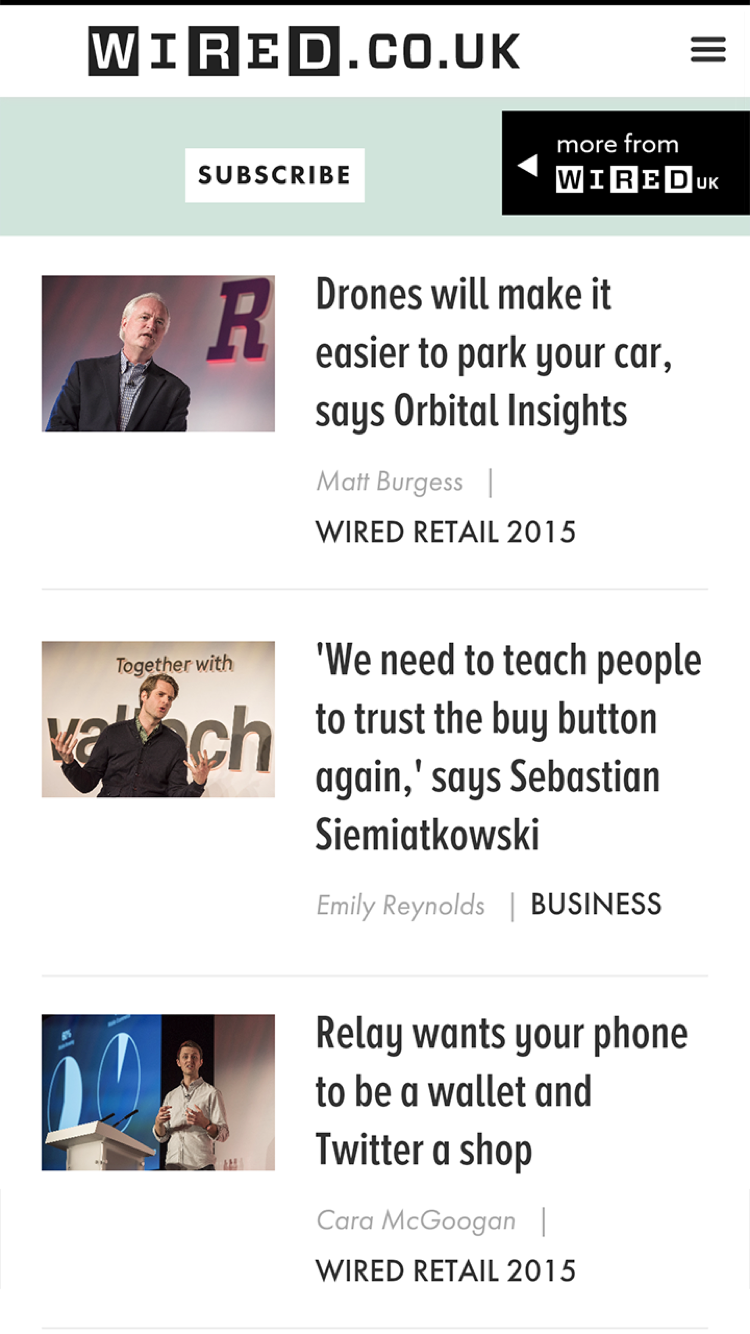 WIRED.CO.UK
SUBSCRIBE
more from
WIRED UK
R
Drones will make it
easier to park your car,
says Orbital Insights
Matt Burgess |
WIRED RETAIL 2015
Together with
valtech
'We need to teach people
to trust the buy button
again,' says Sebastian
Siemiatkowski
Emily Reynolds | BUSINESS
Relay wants your phone
to be a wallet and
Twitter a shop
Cara McGoogan |
WIRED RETAIL 2015